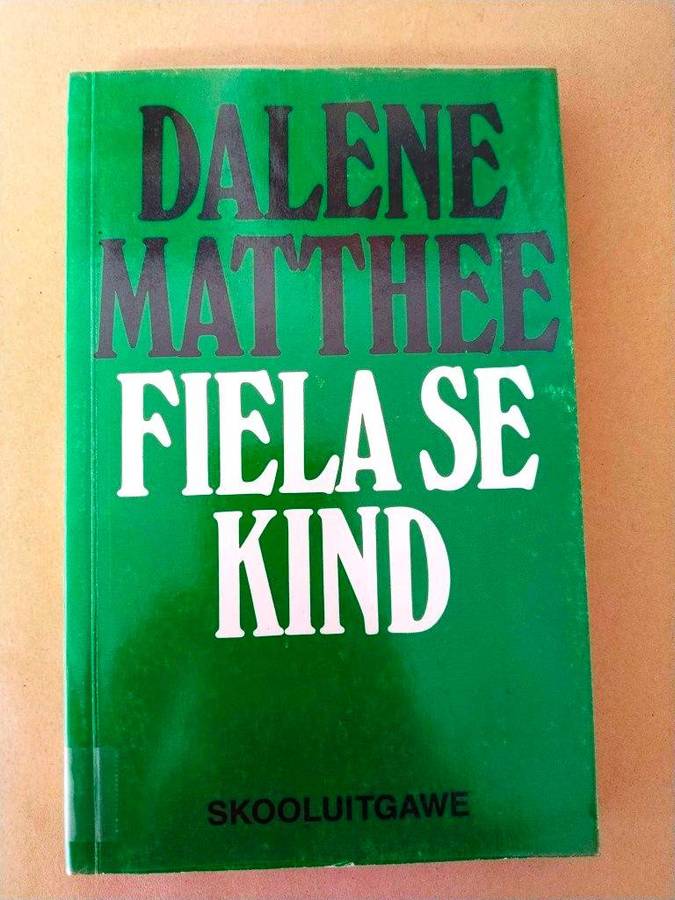 DALENE
MATTHEE
FIELA SE
KIND
SKOOLUITGAWE